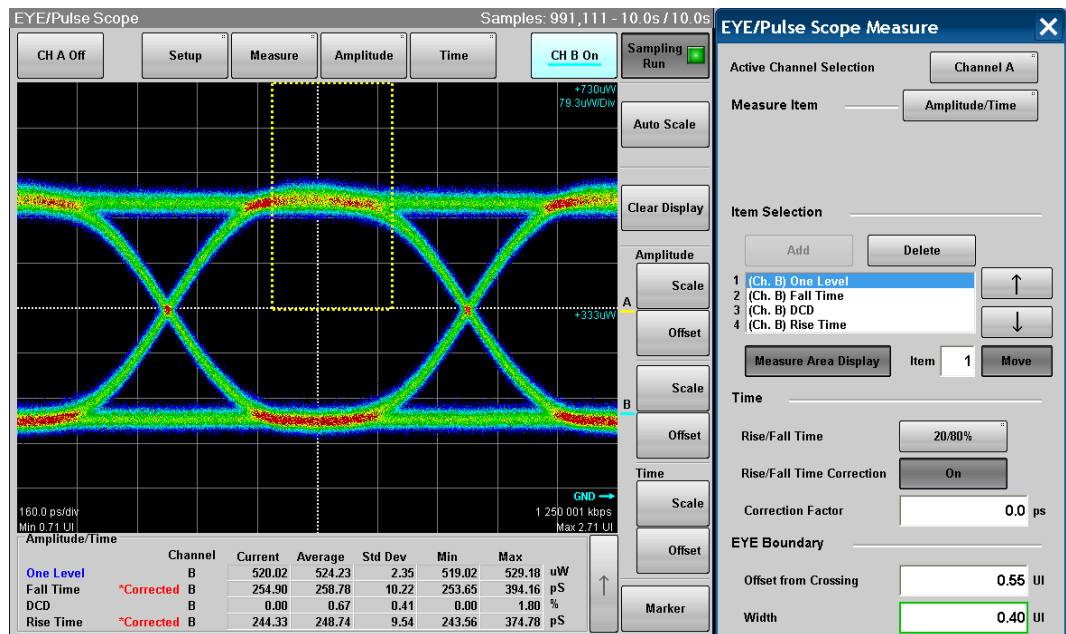 EYE/Pulse Scope
Samples: 991,111 - 10.0s / 10.0s
CH A Off
Setup
Measure
Amplitude
Time
CH B On
Sampling
Run
+730uW
79.3uW/Div
Auto Scale
Clear Display
Amplitude
Scale
A
+333uW
Offset
Scale
B
Offset
Time
GND
Scale
160.0 ps/div
1 250 001 kbps
Min 0.71 UI
Max 2.71 UI
Offset
Marker
Amplitude/Time
Channel Current Average Std Dev Min Max
One Level B 520.02 524.23 2.35 519.02 529.18 uW
Fall Time *Corrected B 254.90 258.78 10.22 253.65 394.16 pS
DCD B 0.00 0.67 0.41 0.00 1.80 %
Rise Time *Corrected B 244.33 248.74 9.54 243.56 374.78 pS
EYE/Pulse Scope Measure
Active Channel Selection Channel A
Measure Item Amplitude/Time
Item Selection
Add Delete
1 (Ch. B) One Level
2 (Ch. B) Fall Time
3 (Ch. B) DCD
4 (Ch. B) Rise Time
Measure Area Display Item 1 Move
Time
Rise/Fall Time 20/80%
Rise/Fall Time Correction On
Correction Factor 0.0 ps
EYE Boundary
Offset from Crossing 0.55 UI
Width 0.40 UI